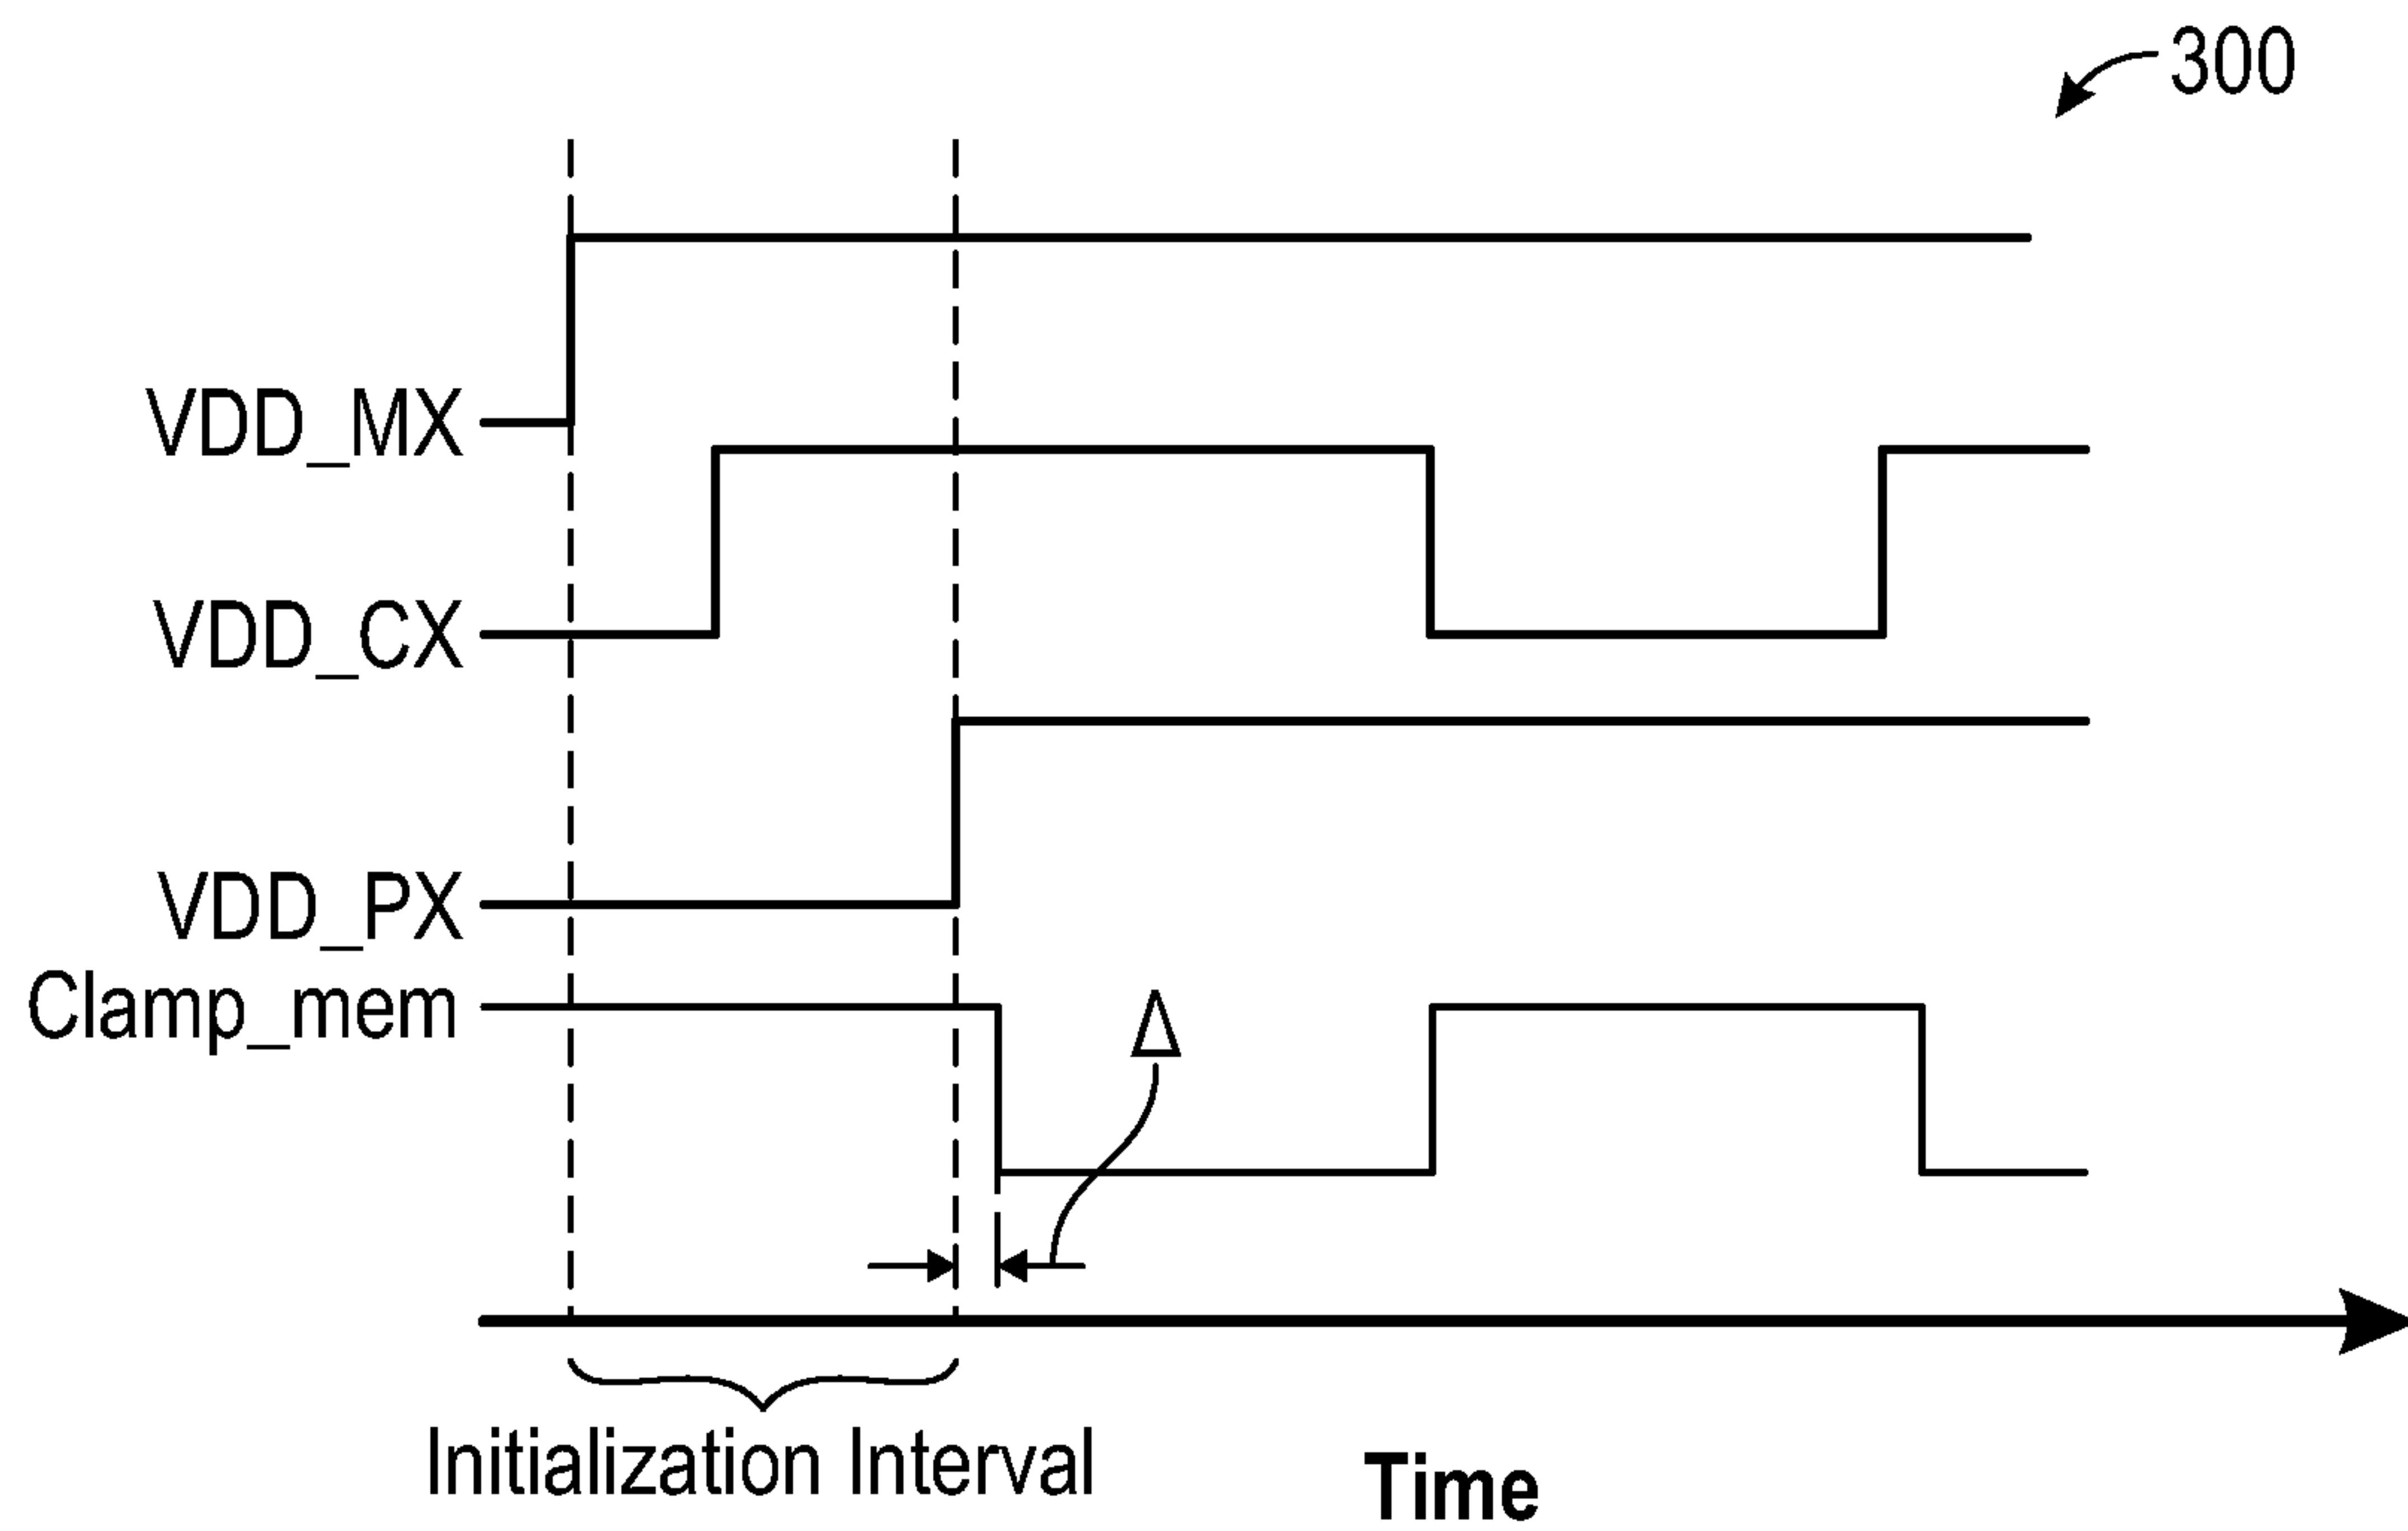 300
VDD_MX
VDD_CX
VDD_PX
Clamp_mem
Δ
Initialization Interval
Time